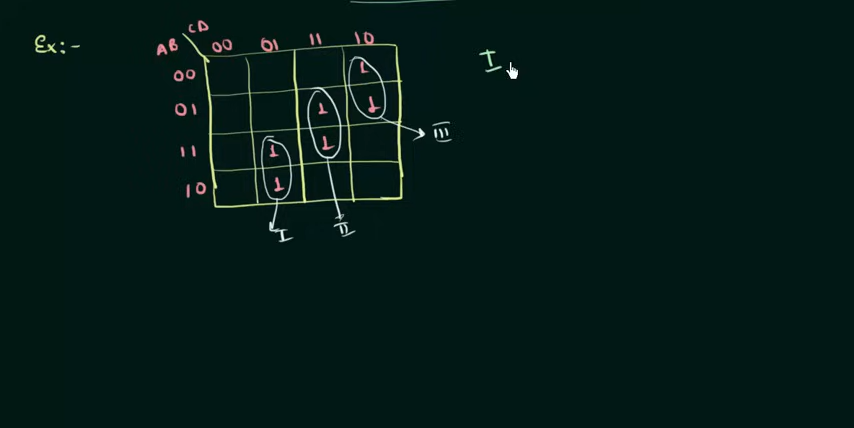 Ex:-
AB CD 00 01 11 10
00 1
01 1 1
11 1 1
10 1
I II III
I